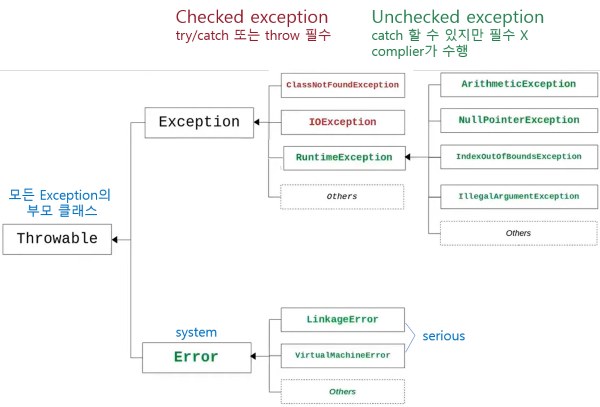 Checked exception
try/catch 또는 throw 필수
Unchecked exception
catch 할 수 있지만 필수 X
complier가 수행
ClassNotFoundException
IOException
RuntimeException
Others
ArithmeticException
NullPointerException
IndexOutOfBoundsException
IllegalArgumentException
Others
Exception
모든 Exception의
부모 클래스
Throwable
system
Error
LinkageError
VirtualMachineError
Others
serious